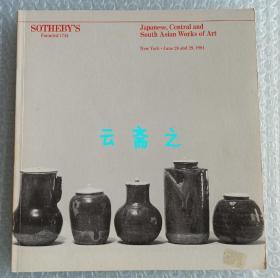 SOTHEBY'S
Founded 1744
Japanese, Central and
South Asian Works of Art
New York • June 28 and 29, 1991
云斋之